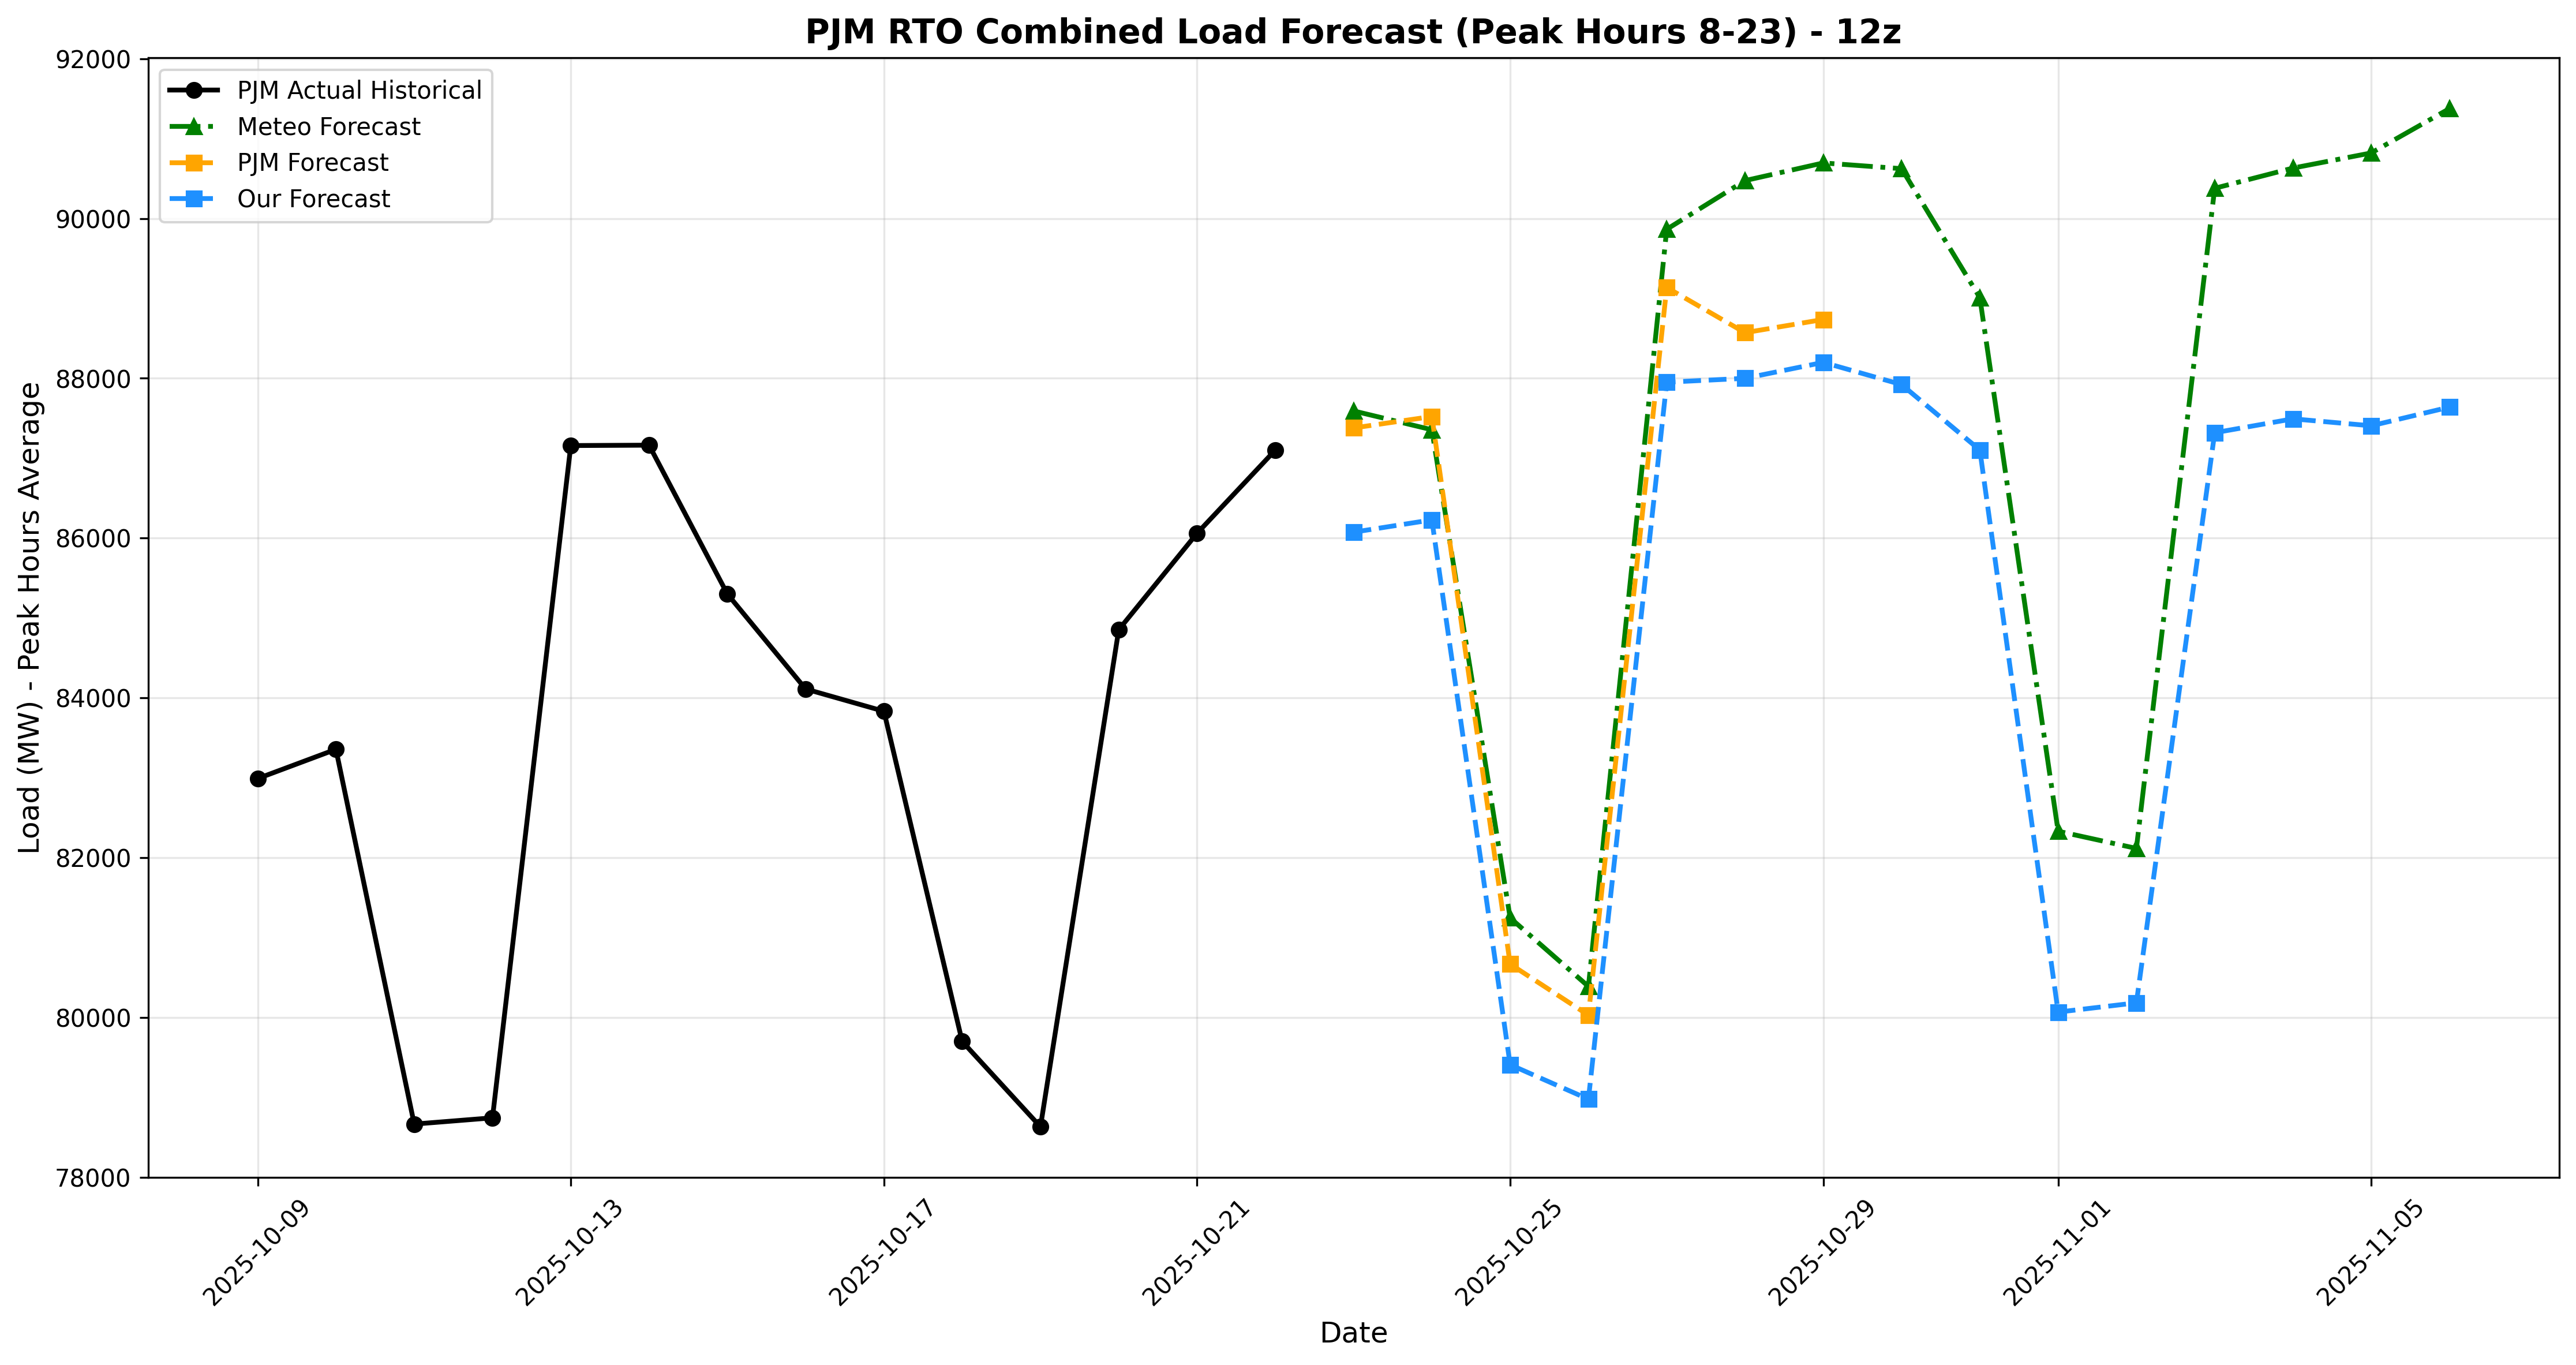 PJM RTO Combined Load Forecast (Peak Hours 8-23) - 12z
PJM Actual Historical
Meteo Forecast
PJM Forecast
Our Forecast
Load (MW) - Peak Hours Average
92000
90000
88000
86000
84000
82000
80000
78000
2025-10-09
2025-10-13
2025-10-17
2025-10-21
2025-10-25
2025-10-29
2025-11-01
2025-11-05
Date